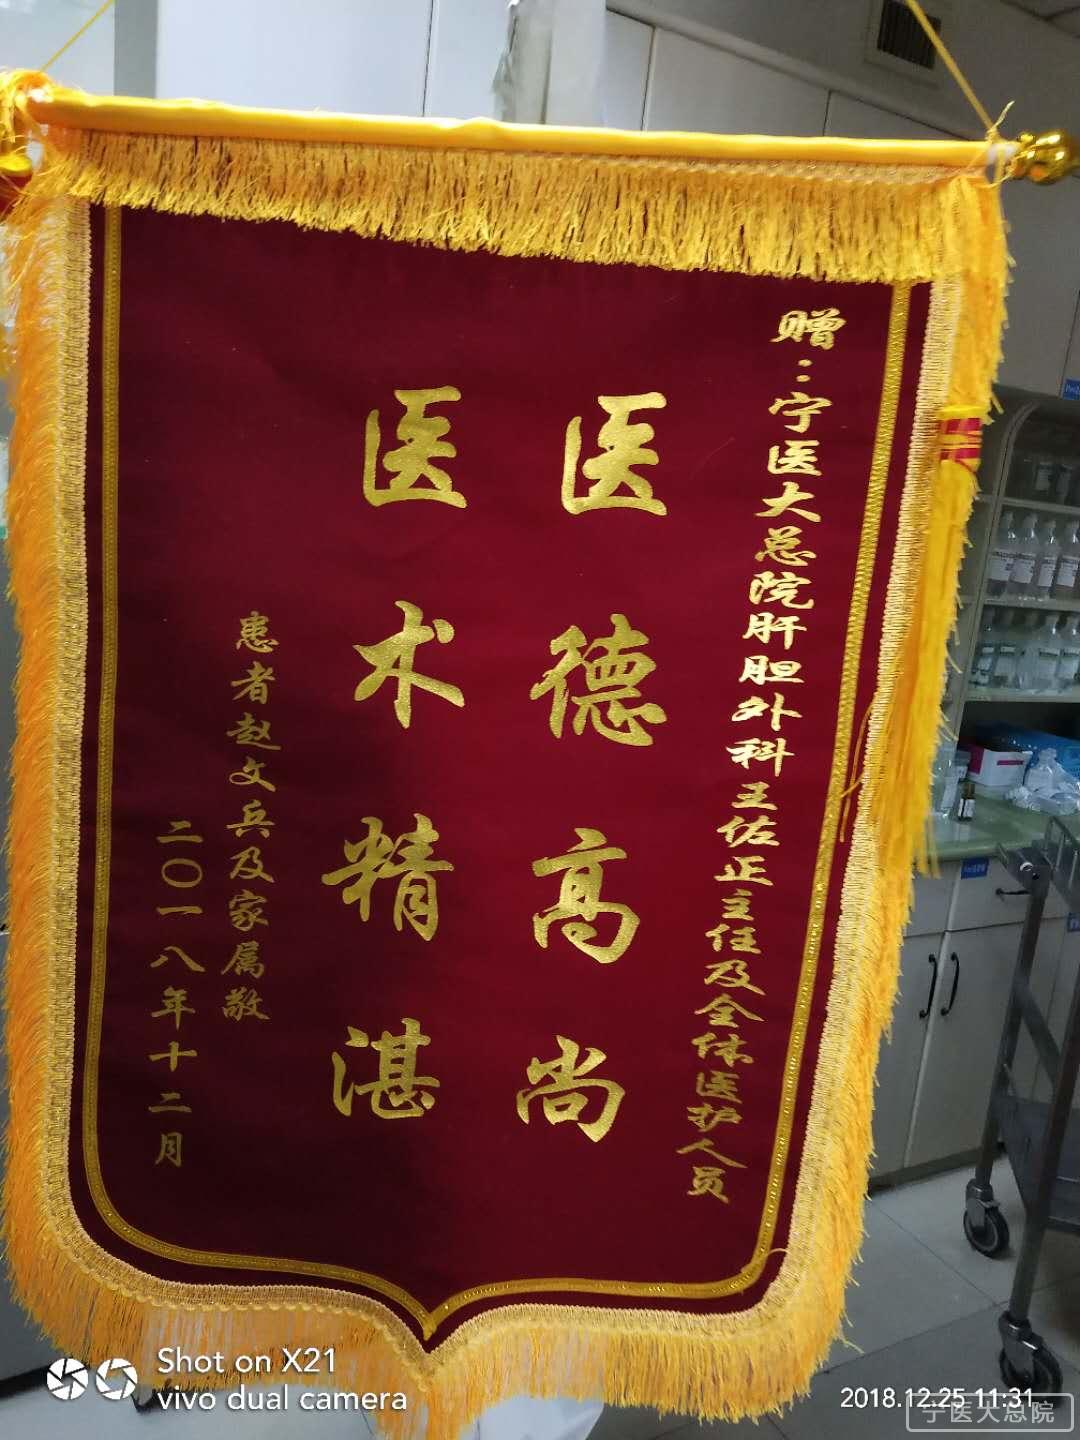 赠：宁医大总院肝胆外科王佐正主任及全体医护人员
医德高尚
医术精湛
患者赵文兵及家属敬
二〇一八年十二月
Shot on X21
vivo dual camera
2018.12.25 11:31
宁医大总院